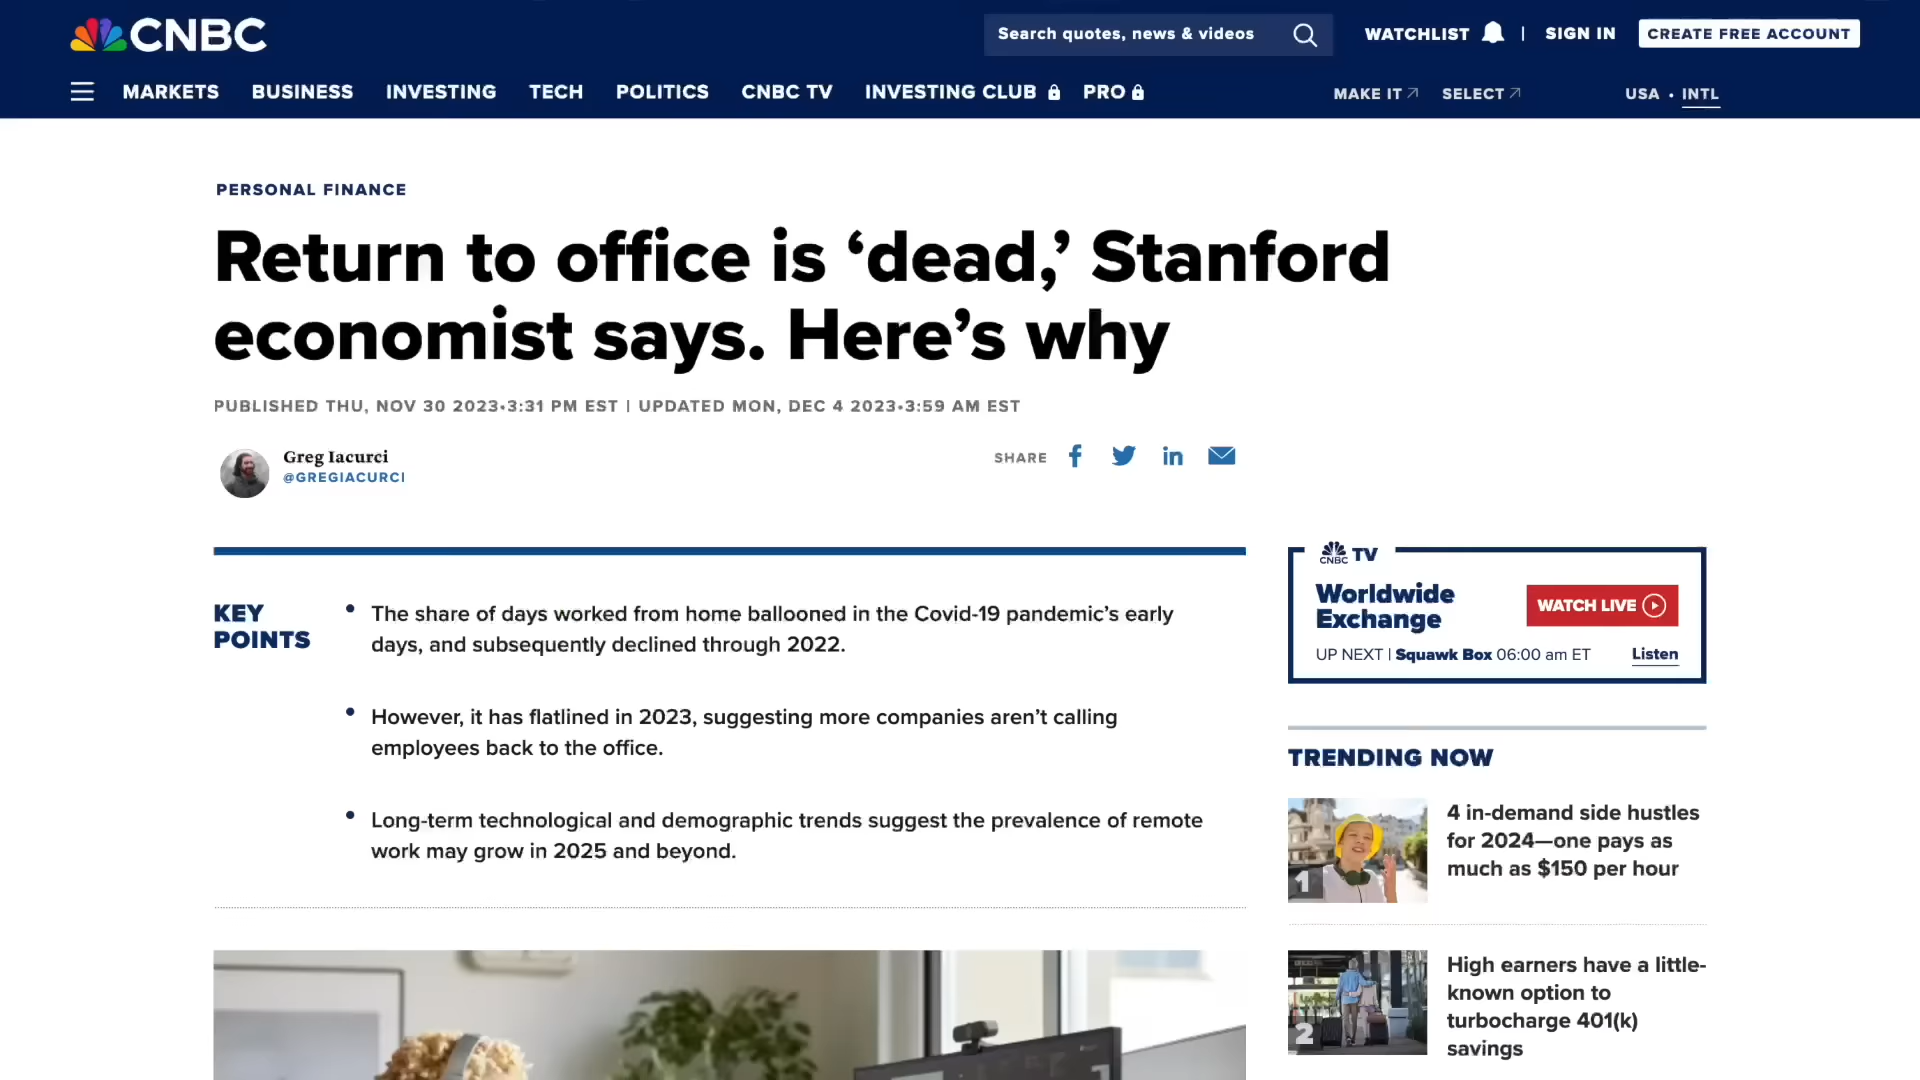 CNBC
Search quotes, news & videos
WATCHLIST | SIGN IN
CREATE FREE ACCOUNT
MARKETS BUSINESS INVESTING TECH POLITICS CNBC TV INVESTING CLUB PRO
MAKE IT SELECT USA • INTL
PERSONAL FINANCE
Return to office is ‘dead,’ Stanford
economist says. Here’s why
PUBLISHED THU, NOV 30 2023•3:31 PM EST | UPDATED MON, DEC 4 2023•3:59 AM EST
Greg Iacurci
@GREGIACURCI
SHARE
KEY
POINTS
• The share of days worked from home ballooned in the Covid-19 pandemic’s early
days, and subsequently declined through 2022.
• However, it has flatlined in 2023, suggesting more companies aren’t calling
employees back to the office.
• Long-term technological and demographic trends suggest the prevalence of remote
work may grow in 2025 and beyond.
CNBC TV
Worldwide
Exchange
WATCH LIVE
UP NEXT | Squawk Box 06:00 am ET
Listen
TRENDING NOW
1
4 in-demand side hustles
for 2024—one pays as
much as $150 per hour
2
High earners have a little-
known option to
turbocharge 401(k)
savings